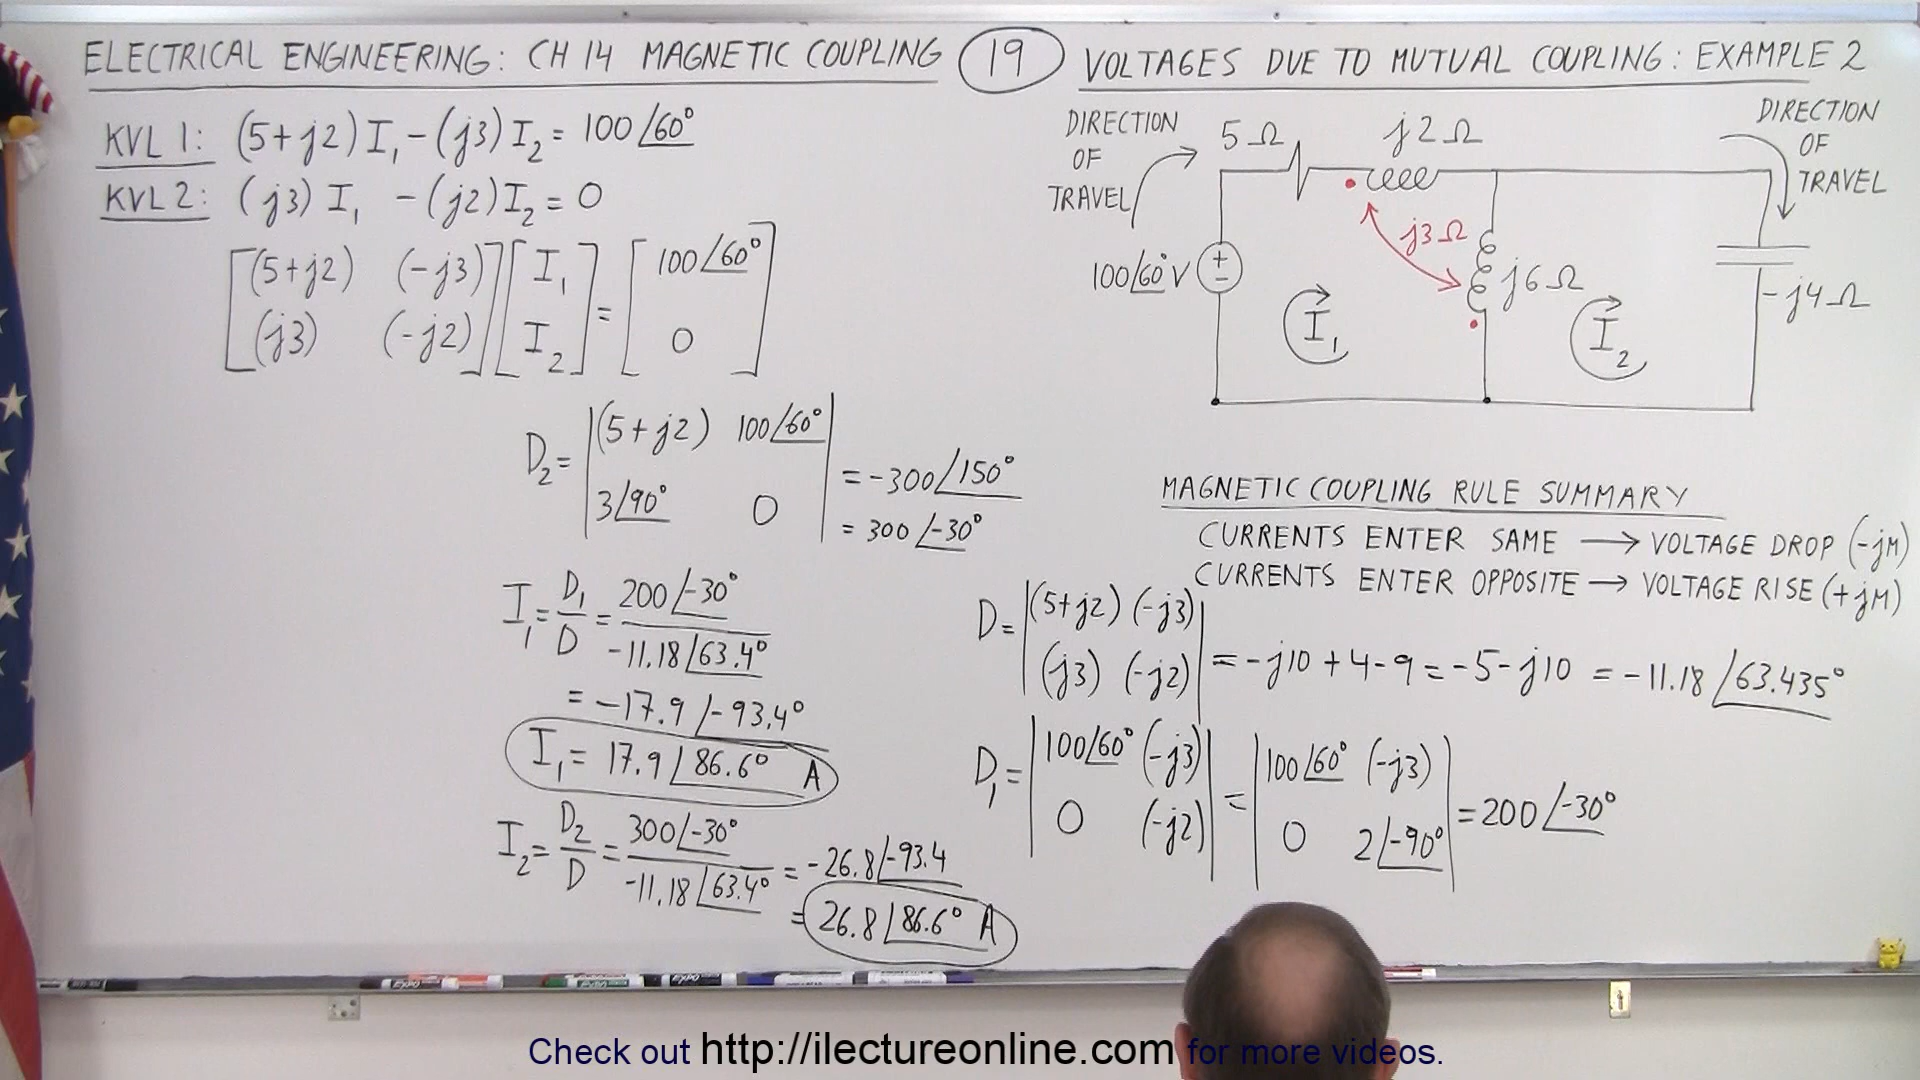 ELECTRICAL ENGINEERING: CH 14 MAGNETIC COUPLING (19) VOLTAGES DUE TO MUTUAL COUPLING: EXAMPLE 2
KVL 1: (5+j2) I₁ - (j3) I₂ = 100∠60°
KVL 2: (j3) I₁ - (j2) I₂ = 0
[(5+j2) (-j3)] [I₁] = [100∠60°]
[(j3) (-j2)] [I₂] [0]
D₂ = |(5+j2) 100∠60°|
|3∠90° 0|
= -300∠150°
= 300∠-30°
I₁ = D₁/D = 200∠-30° / -11.18∠63.4°
= -17.9∠-93.4°
I₁ = 17.9∠86.6° A
I₂ = D₂/D = 300∠-30° / -11.18∠63.4° = -26.8∠-93.4
= 26.8∠86.6° A
DIRECTION
OF
TRAVEL
5Ω
j2Ω
DIRECTION
OF
TRAVEL
j3Ω
100∠60° V
+
-
I₁
j6Ω
I₂
-j4Ω
MAGNETIC COUPLING RULE SUMMARY
CURRENTS ENTER SAME → VOLTAGE DROP (-jM)
CURRENTS ENTER OPPOSITE → VOLTAGE RISE (+jM)
D = |(5+j2) (-j3)|
|(j3) (-j2)| = -j10 + 4 - 9 = -5 - j10 = -11.18∠63.435°
D₁ = |100∠60° (-j3)| = |100∠60° (-j3)| = 200∠-30°
|0 (-j2)| |0 2∠-90°|
Check out http://ilectureonline.com for more videos.